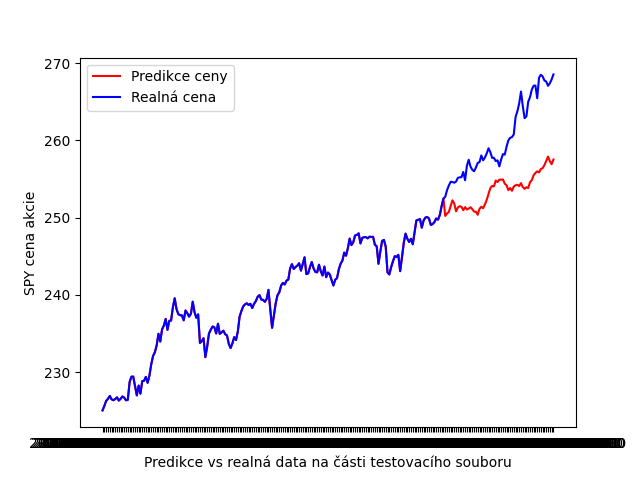 270
260
250
240
230
SPY cena akcie
Predikce ceny
Realná cena
Predikce vs realná data na části testovacího souboru